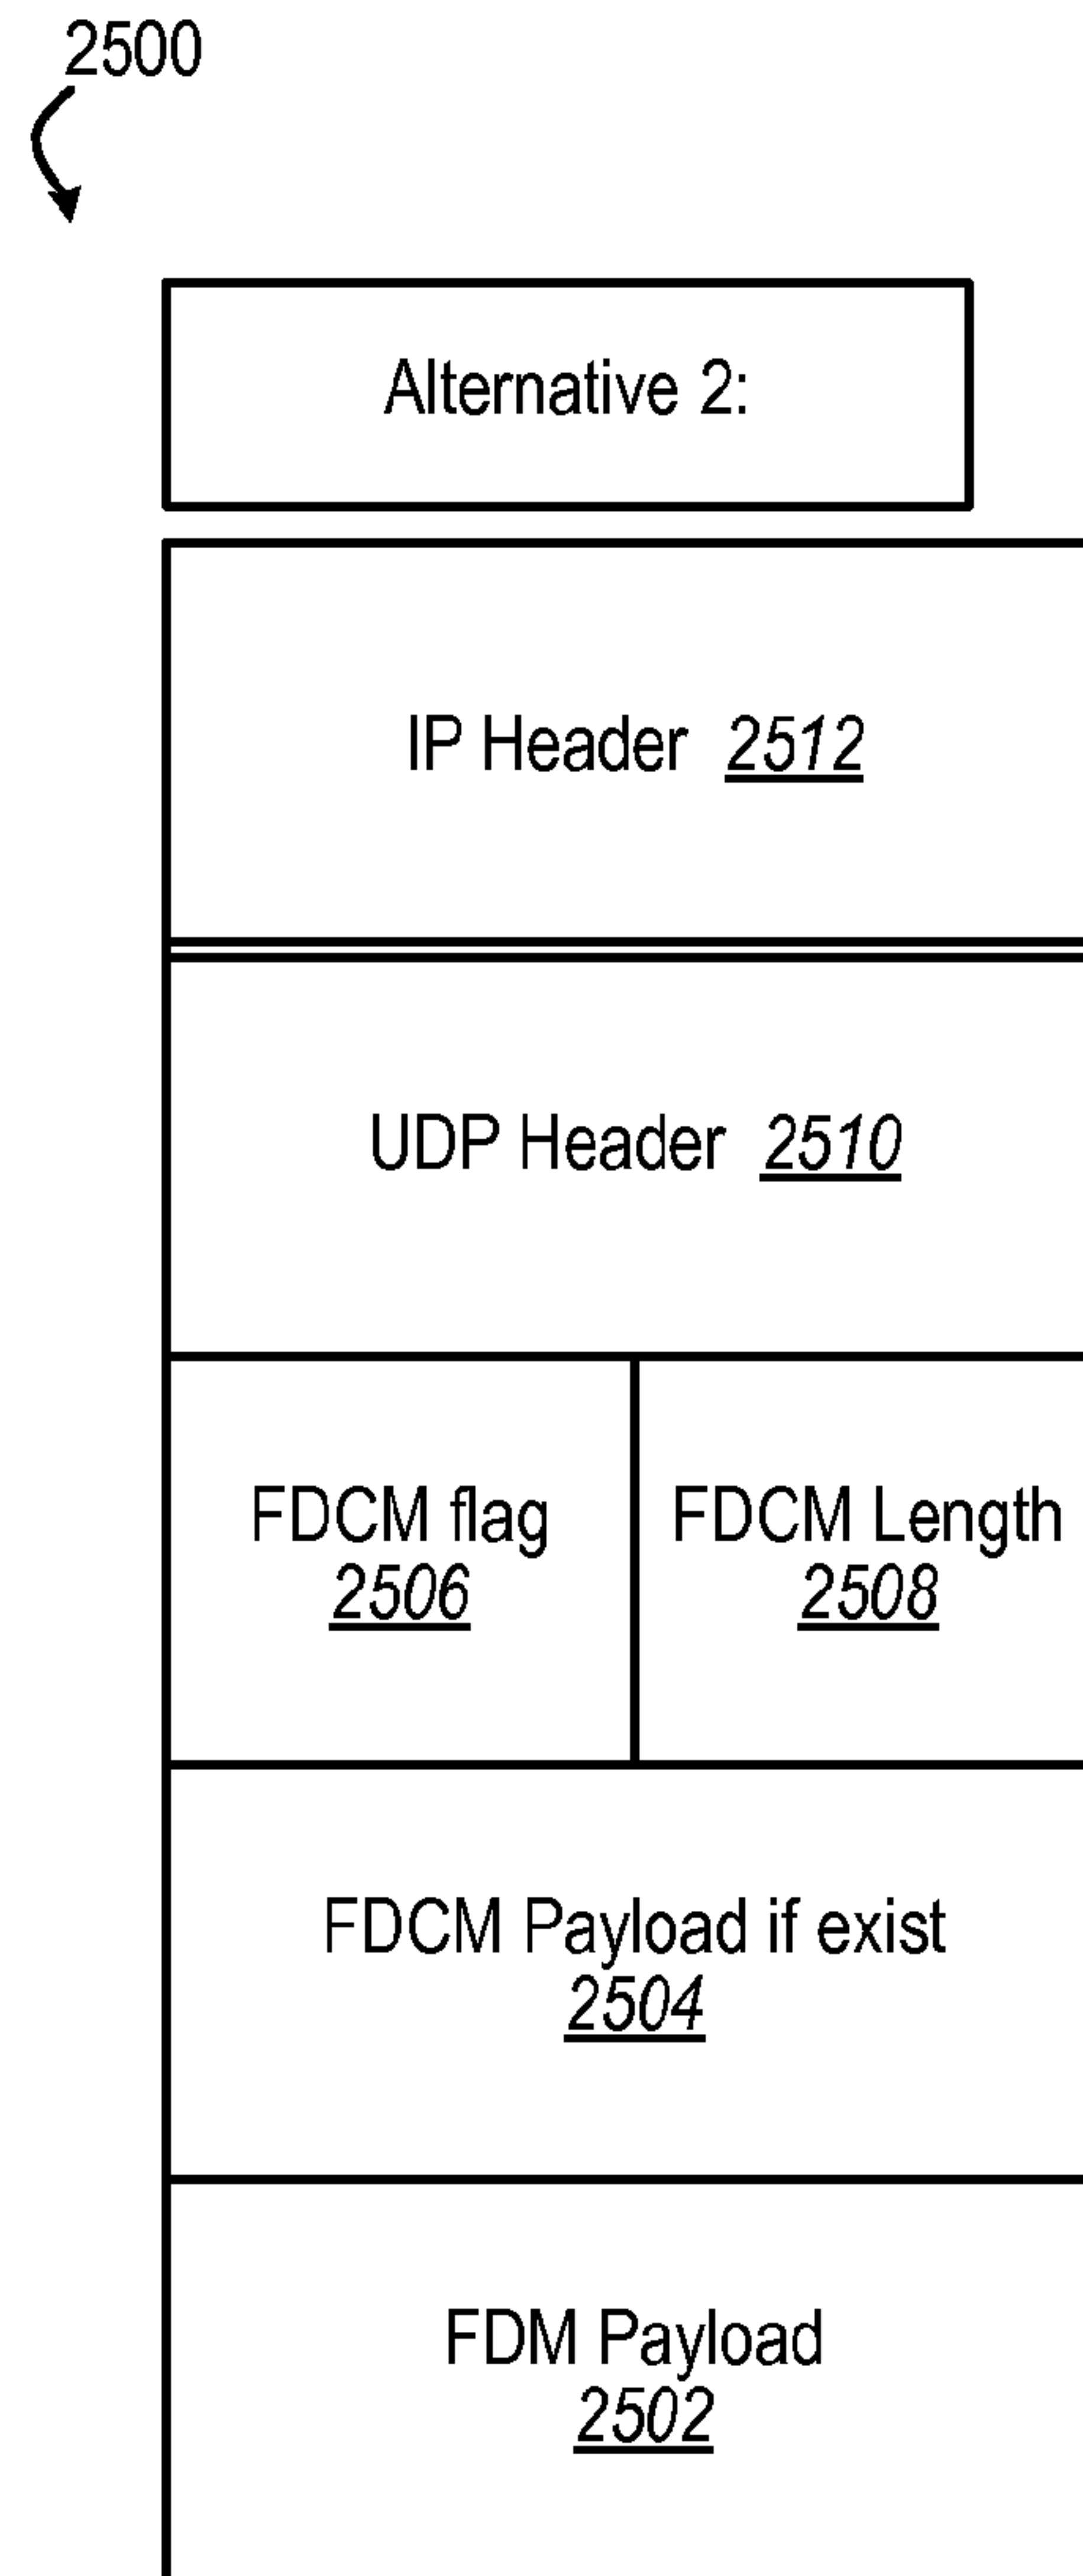 2500
Alternative 2:
IP Header 2512
UDP Header 2510
FDCM flag
2506
FDCM Length
2508
FDCM Payload if exist
2504
FDM Payload
2502